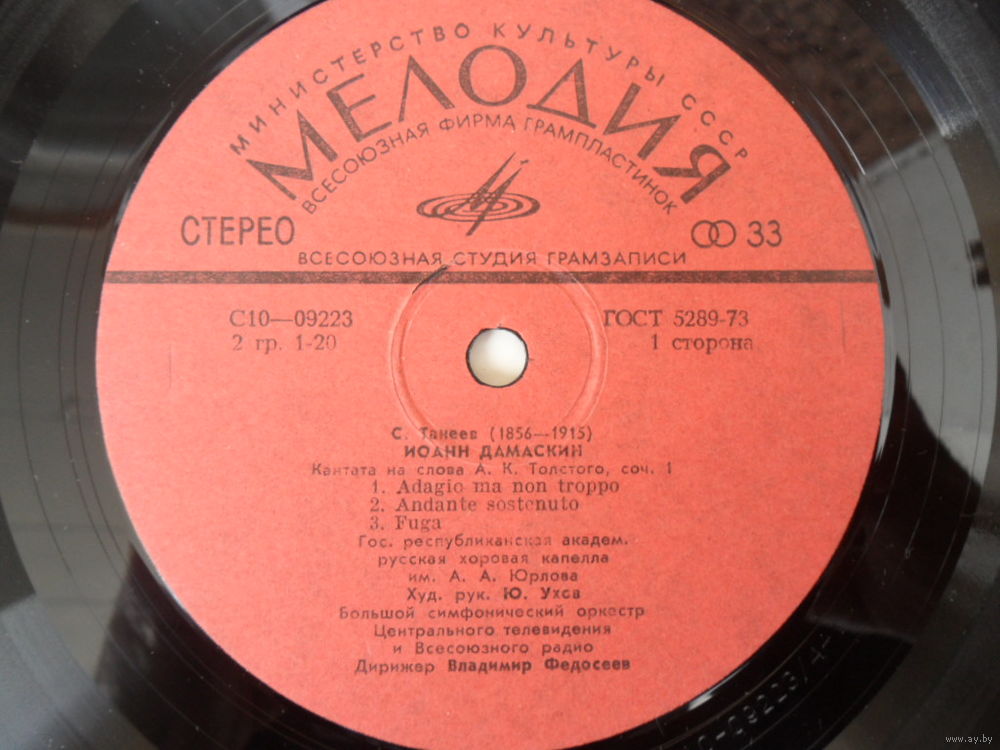 МИНИСТЕРСТВО КУЛЬТУРЫ СССР
МЕЛОДИЯ
ВСЕСОЮЗНАЯ ФИРМА ГРАМПЛАСТИНОК
СТЕРЕО
33
ВСЕСОЮЗНАЯ СТУДИЯ ГРАМЗАПИСИ
С10—09223
ГОСТ 5289-73
2 гр. 1-20
1 сторона
С. Танеев (1856—1915)
ИОАНН ДАМАСКИН
Кантата на слова А. К. Толстого, соч. 1
1. Adagio ma non troppo
2. Andante sostenuto
3. Fuga
Гос. республиканская академ.
русская хоровая капелла
им. А. А. Юрлова
Худ. рук. Ю. Ухов
Большой симфонический оркестр
Центрального телевидения
и Всесоюзного радио
Дирижер Владимир Федосеев
www.ay.by